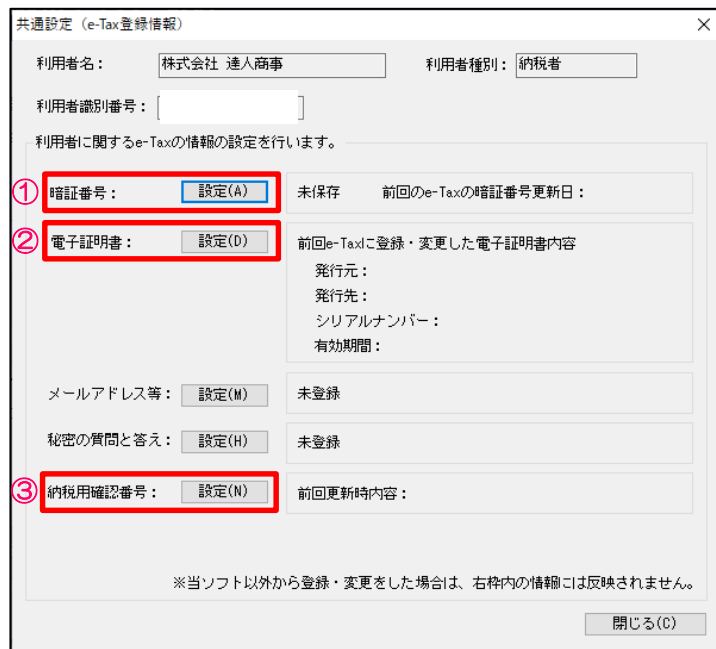 共通設定（e-Tax登録情報）
利用者名： 株式会社 達人商事 利用者種別： 納税者
利用者識別番号：
利用者に関するe-Taxの情報の設定を行います。
① 暗証番号： 設定(A) 未保存 前回のe-Taxの暗証番号更新日：
② 電子証明書： 設定(D) 前回e-Taxに登録・変更した電子証明書内容
発行元：
発行先：
シリアルナンバー：
有効期間：
メールアドレス等： 設定(M) 未登録
秘密の質問と答え： 設定(H) 未登録
③ 納税用確認番号： 設定(N) 前回更新時内容：
※当ソフト以外から登録・変更をした場合は、右枠内の情報には反映されません。
閉じる(C)